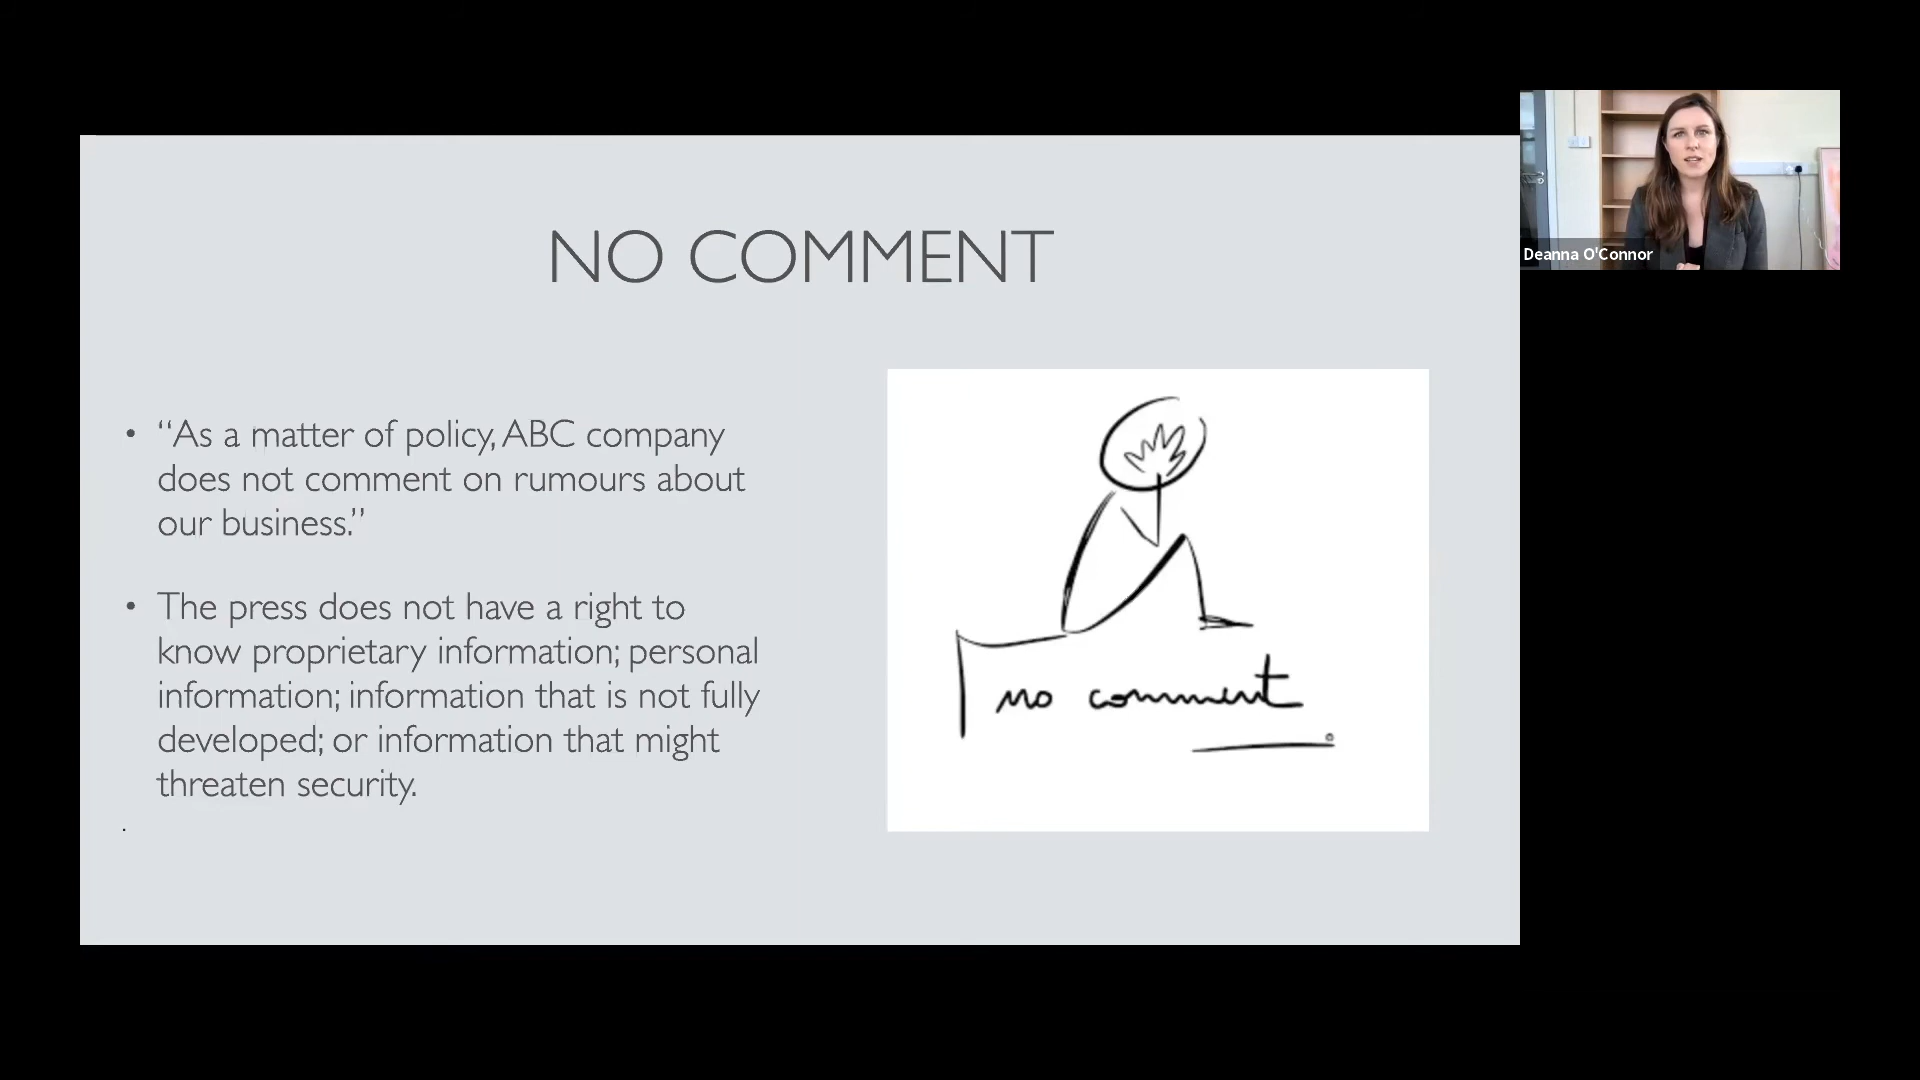 NO COMMENT
• “As a matter of policy, ABC company
does not comment on rumours about
our business.”
• The press does not have a right to
know proprietary information; personal
information; information that is not fully
developed; or information that might
threaten security.
no comment
Deanna O'Connor